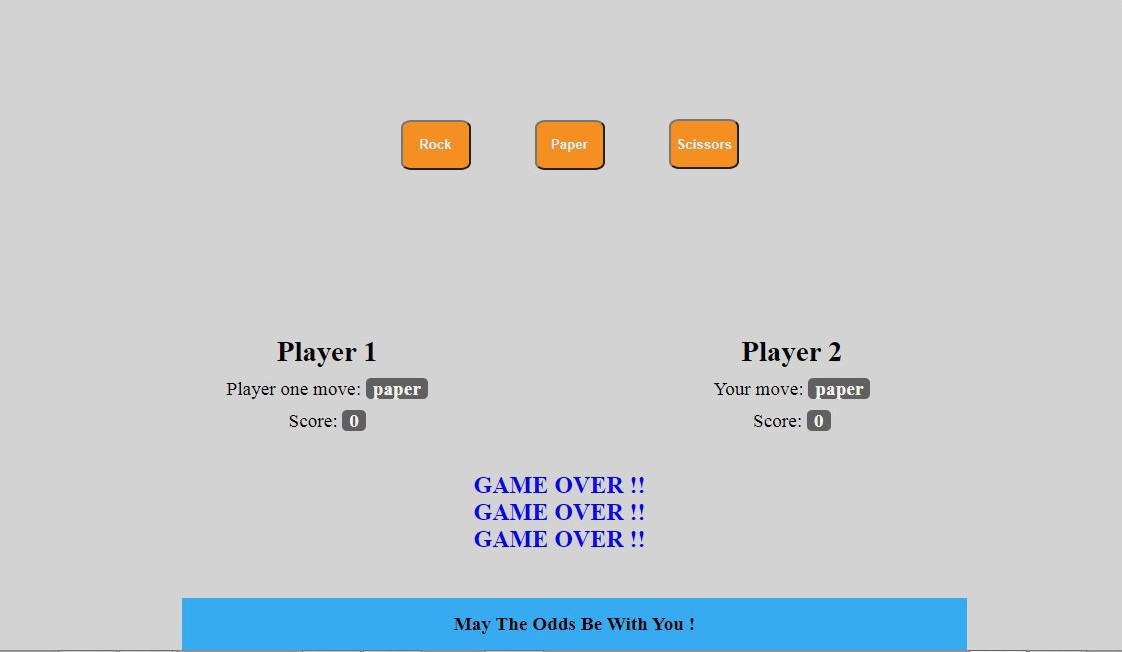 Rock Paper Scissors
Player 1 Player 2
Player one move: paper Your move: paper
Score: 0 Score: 0
GAME OVER !!
GAME OVER !!
GAME OVER !!
May The Odds Be With You !